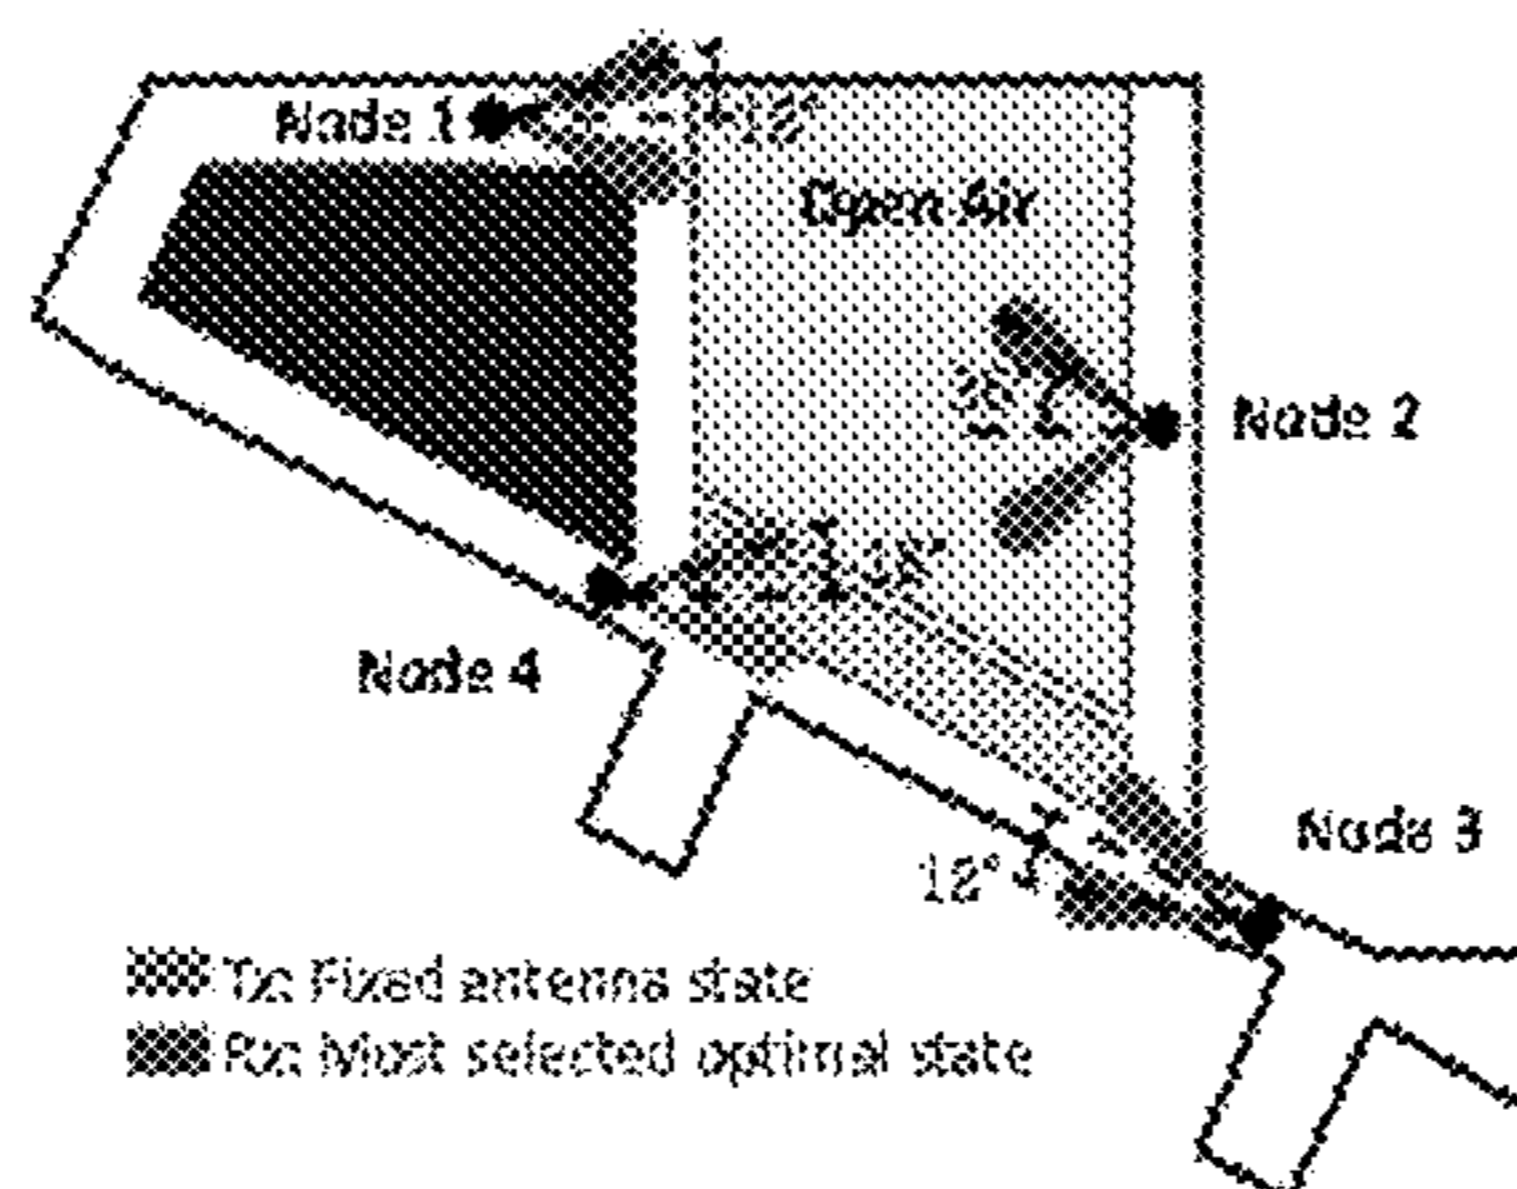 Node 1
Open Air
Node 2
Node 4
Node 3
12°
Tx: Fixed antenna state
Rx: Most selected optimal state